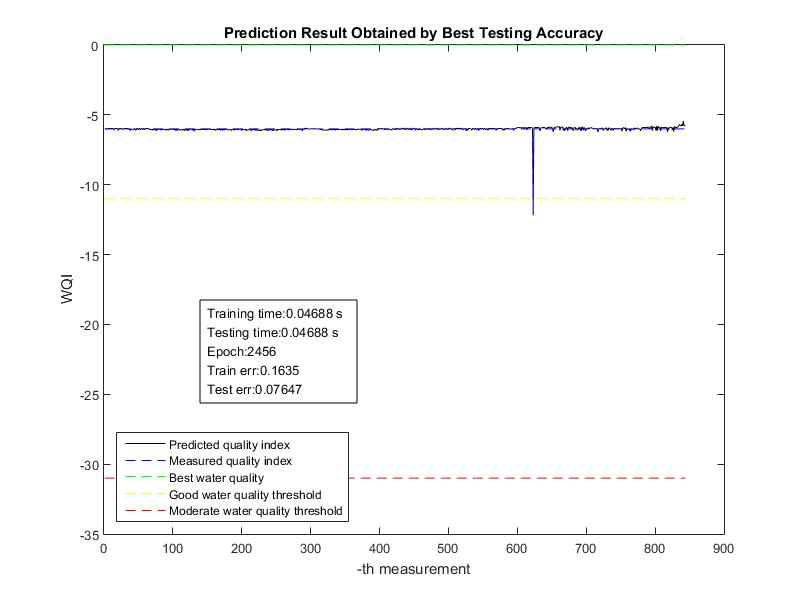 Prediction Result Obtained by Best Testing Accuracy
0
-5
-10
-15
-20
-25
-30
-35
WQI
Training time:0.04688 s
Testing time:0.04688 s
Epoch:2456
Train err:0.1635
Test err:0.07647
Predicted quality index
Measured quality index
Best water quality
Good water quality threshold
Moderate water quality threshold
0 100 200 300 400 500 600 700 800 900
-th measurement